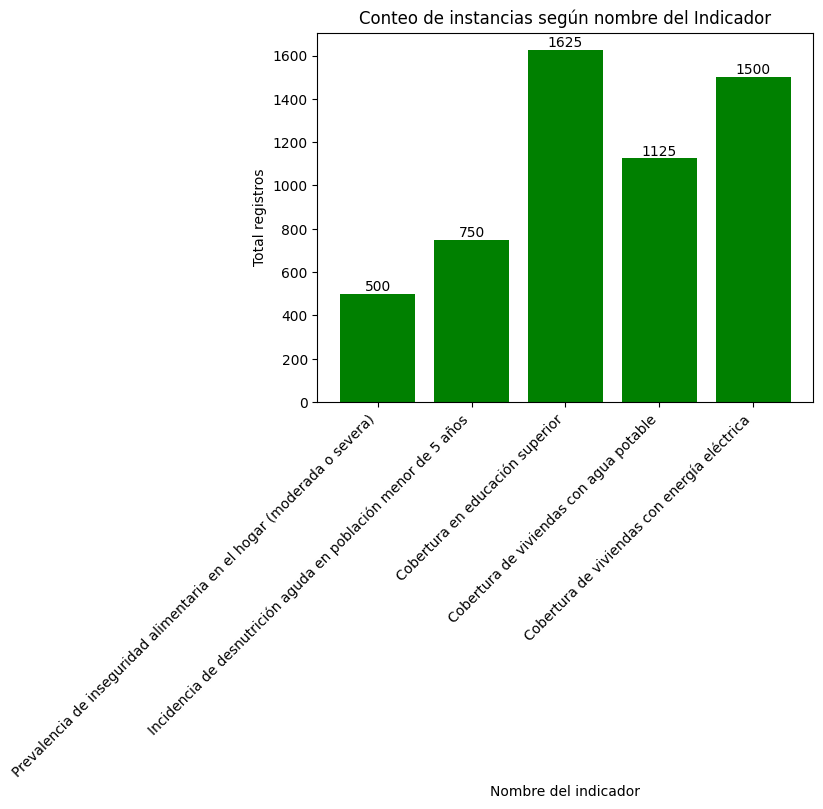 Conteo de instancias según nombre del Indicador
Total registros
1600
1400
1200
1000
800
600
400
200
0
500
750
1625
1125
1500
Prevalencia de inseguridad alimentaria en el hogar (moderada o severa)
Incidencia de desnutrición aguda en población menor de 5 años
Cobertura en educación superior
Cobertura de viviendas con agua potable
Cobertura de viviendas con energía eléctrica
Nombre del indicador